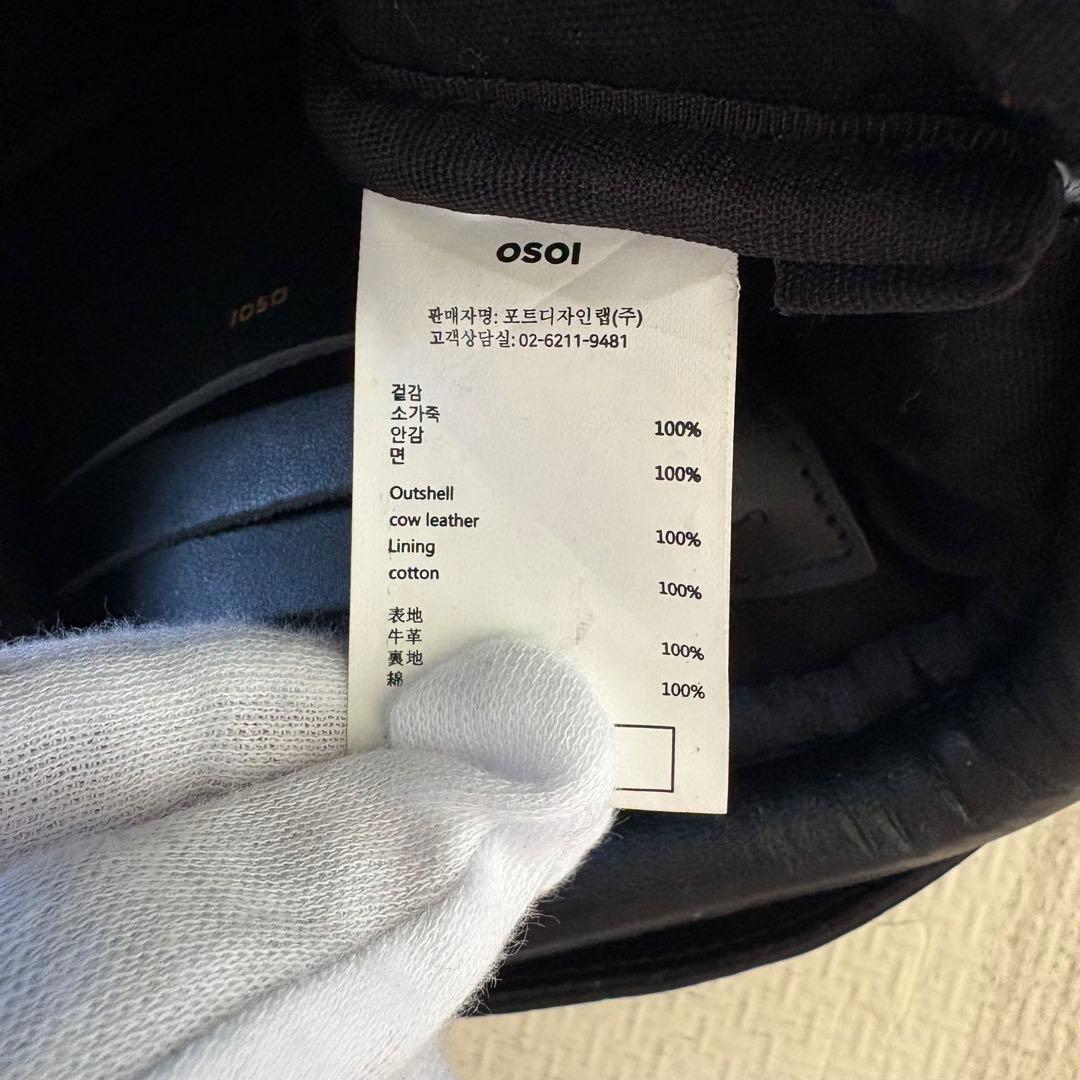 OSOI
판매자명: 포트디자인랩(주)
고객상담실: 02-6211-9481
겉감
소가죽 100%
안감
면 100%
Outshell
cow leather 100%
Lining
cotton 100%
表地
牛革 100%
裏地
綿 100%
OSOI